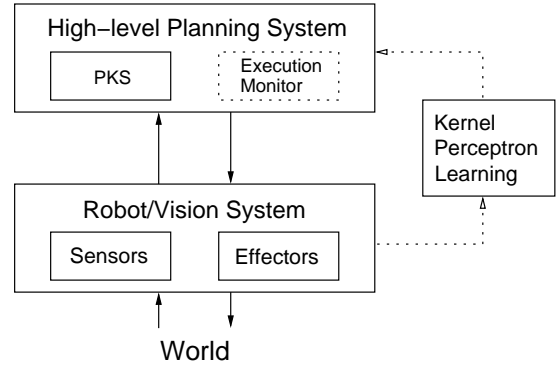 High–level Planning System
PKS
Execution
Monitor
Kernel
Perceptron
Learning
Robot/Vision System
Sensors
Effectors
World